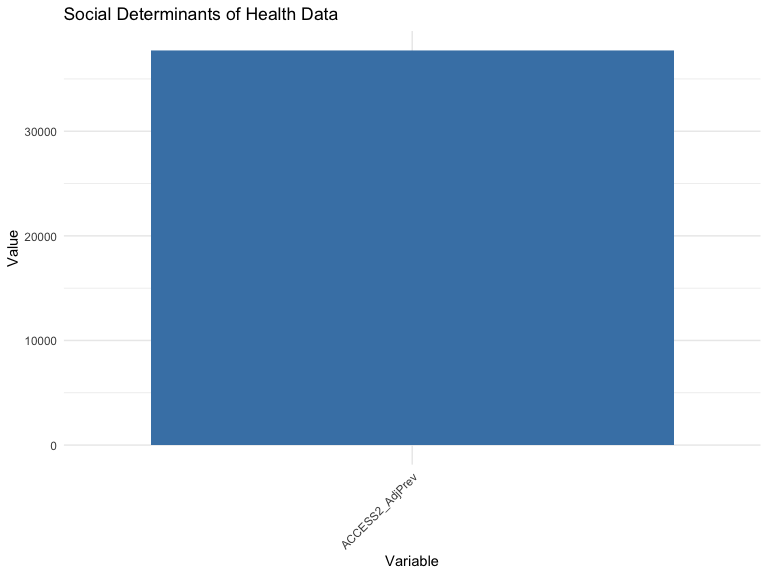 Social Determinants of Health Data
30000
20000
10000
0
Value
ACCESS2_AdjPrev
Variable